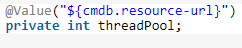 @Value("${cmdb.resource-url}")
private int threadPool;